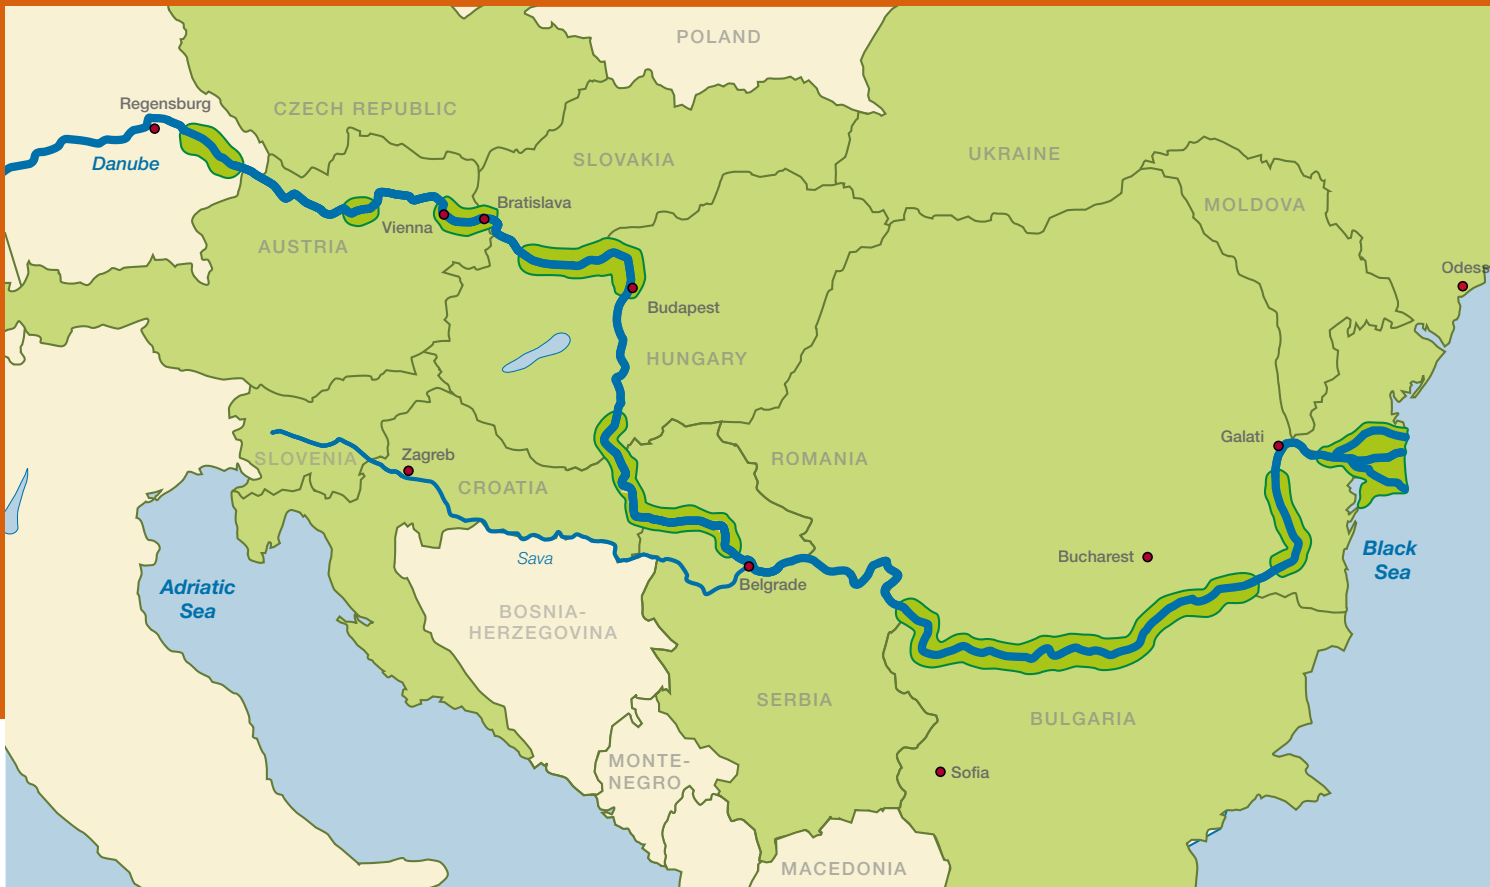 POLAND
Regensburg
CZECH REPUBLIC
Danube
SLOVAKIA
UKRAINE
Bratislava
MOLDOVA
Vienna
AUSTRIA
Odess
Budapest
HUNGARY
Galati
Zagreb
SLOVENIA
ROMANIA
CROATIA
Sava
Bucharest
Black
Sea
Belgrade
Adriatic
Sea
BOSNIA-
HERZEGOVINA
SERBIA
BULGARIA
MONTE-
NEGRO
Sofia
MACEDONIA